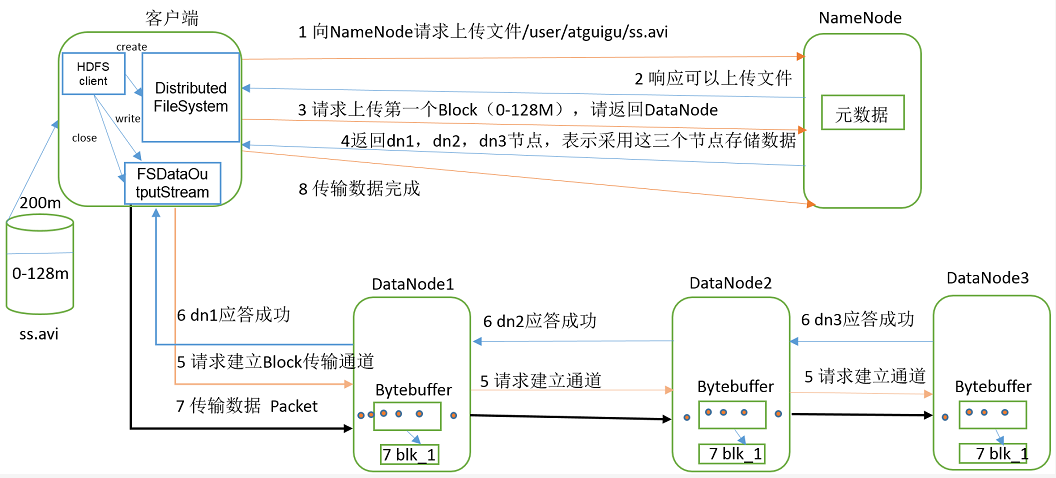 客户端
NameNode
1 向NameNode请求上传文件/user/atguigu/ss.avi
create
HDFS
client
Distributed
FileSystem
2 响应可以上传文件
3 请求上传第一个Block（0-128M），请返回DataNode
元数据
write
close
4返回dn1，dn2，dn3节点，表示采用这三个节点存储数据
FSDataOu
tputStream
8 传输数据完成
200m
0-128m
ss.avi
DataNode1
DataNode2
DataNode3
6 dn1应答成功
6 dn2应答成功
6 dn3应答成功
5 请求建立Block传输通道
5 请求建立通道
5 请求建立通道
Bytebuffer
Bytebuffer
Bytebuffer
7 传输数据 Packet
7 blk_1
7 blk_1
7 blk_1